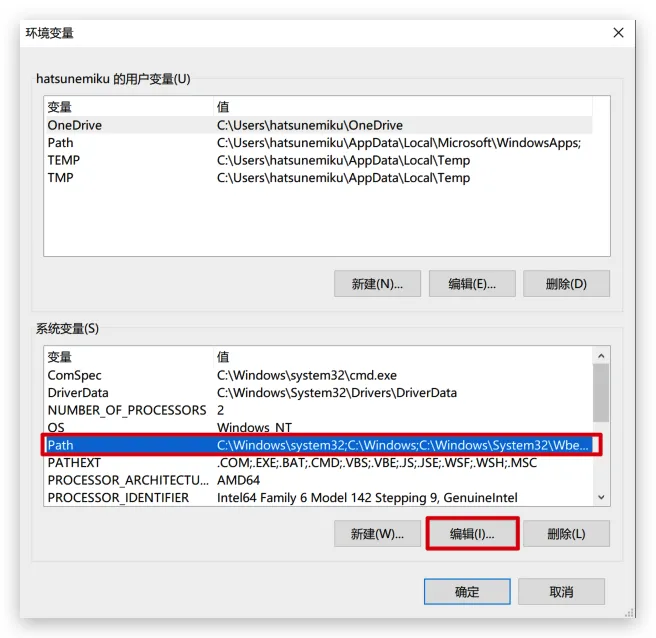 环境变量
hatsunemiku 的用户变量(U)
变量 值
OneDrive C:\Users\hatsunemiku\OneDrive
Path C:\Users\hatsunemiku\AppData\Local\Microsoft\WindowsApps;
TEMP C:\Users\hatsunemiku\AppData\Local\Temp
TMP C:\Users\hatsunemiku\AppData\Local\Temp
新建(N)... 编辑(E)... 删除(D)
系统变量(S)
变量 值
ComSpec C:\Windows\system32\cmd.exe
DriverData C:\Windows\System32\Drivers\DriverData
NUMBER_OF_PROCESSORS 2
OS Windows_NT
Path C:\Windows\system32;C:\Windows;C:\Windows\System32\Wbe...
PATHEXT .COM;.EXE;.BAT;.CMD;.VBS;.VBE;.JS;.JSE;.WSF;.WSH;.MSC
PROCESSOR_ARCHITECTU... AMD64
PROCESSOR_IDENTIFIER Intel64 Family 6 Model 142 Stepping 9, GenuineIntel
新建(W)... 编辑(I)... 删除(L)
确定 取消